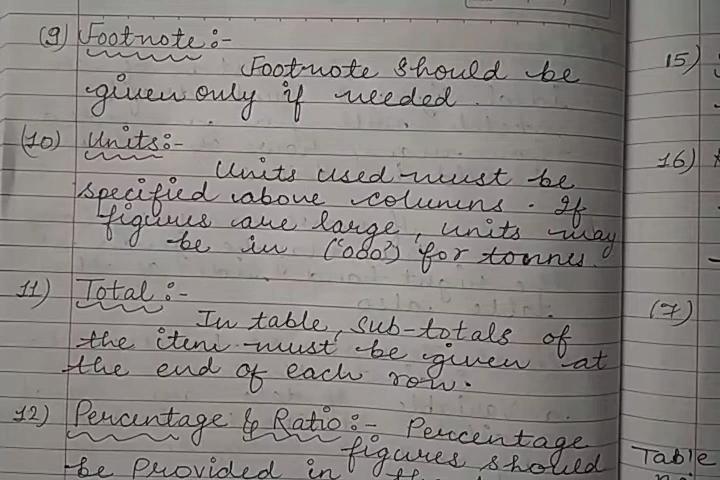 (9) Footnote:-
Footnote should be
given only if needed.
(10) Units:-
Units used must be
specified above columns. If
figures are large, units may
be in ('000') for tonnes
11) Total:-
In table, sub-totals of
the item must be given at
the end of each row.
12) Percentage & Ratio:- Percentage
figures should
be provided in
15)
16)
(7)
Table